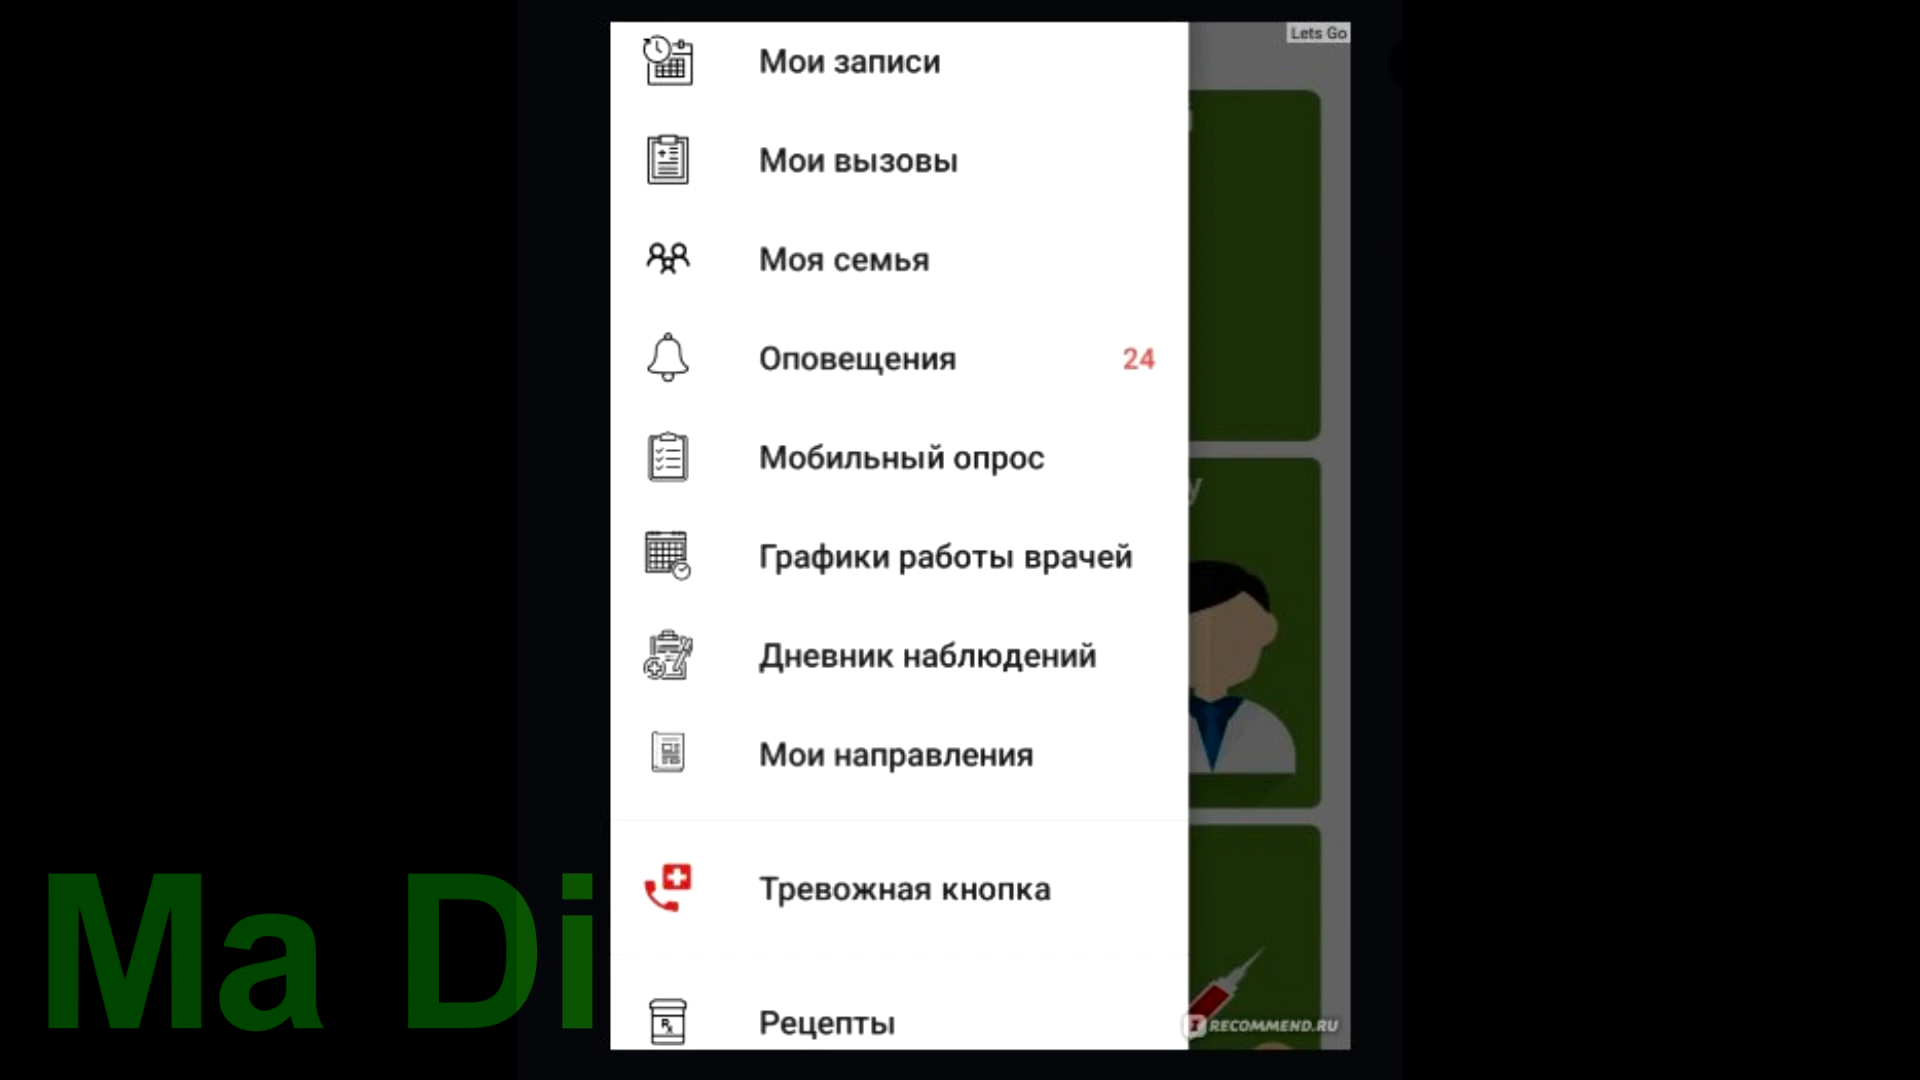 Lets Go
Мои записи
Мои вызовы
Моя семья
Оповещения 24
Мобильный опрос
Графики работы врачей
Дневник наблюдений
Мои направления
Тревожная кнопка
Рецепты
Rx
I RECOMMEND.RU
Ma Di